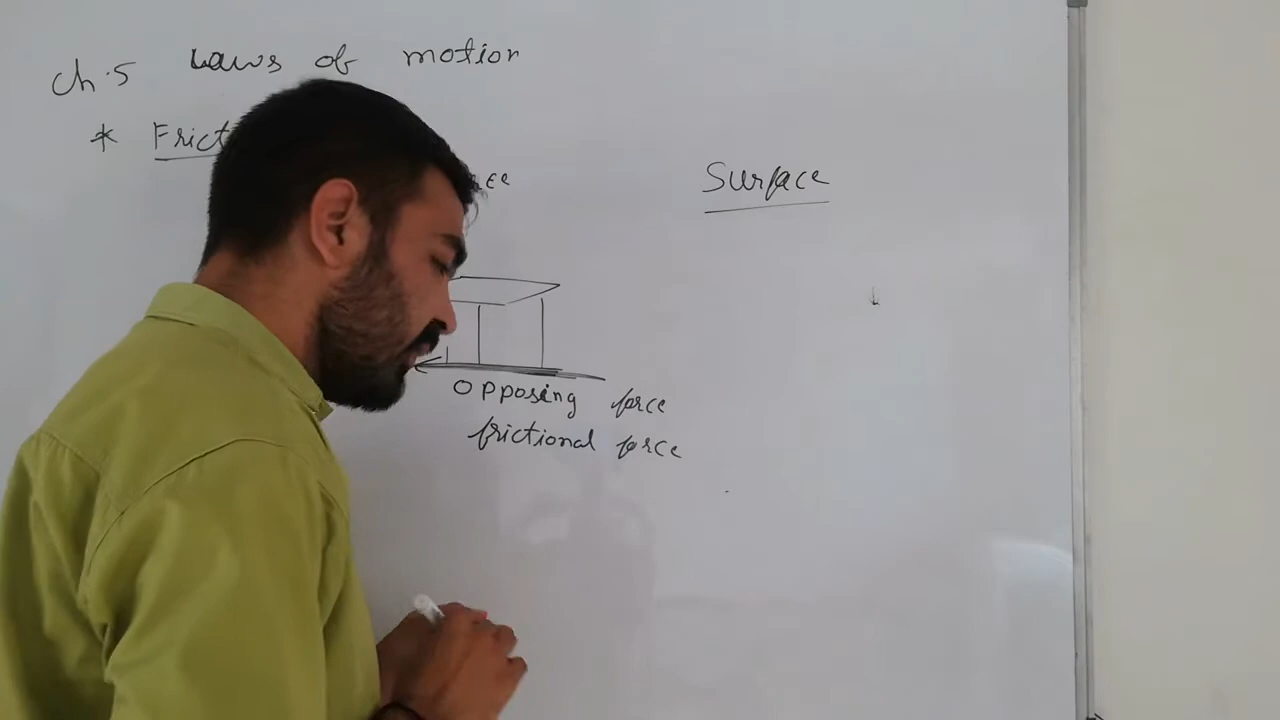 Ch.5 Laws of motion
* Frict
Surface
Opposing force
frictional force